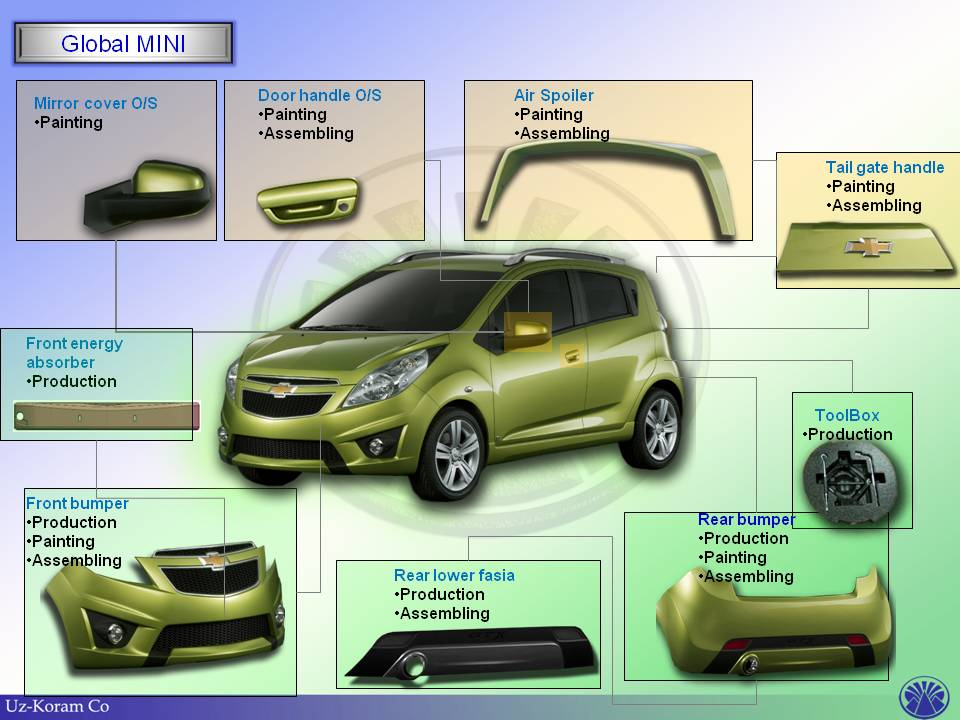 Global MINI
Mirror cover O/S
•Painting
Door handle O/S
•Painting
•Assembling
Air Spoiler
•Painting
•Assembling
Tail gate handle
•Painting
•Assembling
Front energy
absorber
•Production
ToolBox
•Production
Front bumper
•Production
•Painting
•Assembling
Rear lower fasia
•Production
•Assembling
Rear bumper
•Production
•Painting
•Assembling
Uz-Koram Co